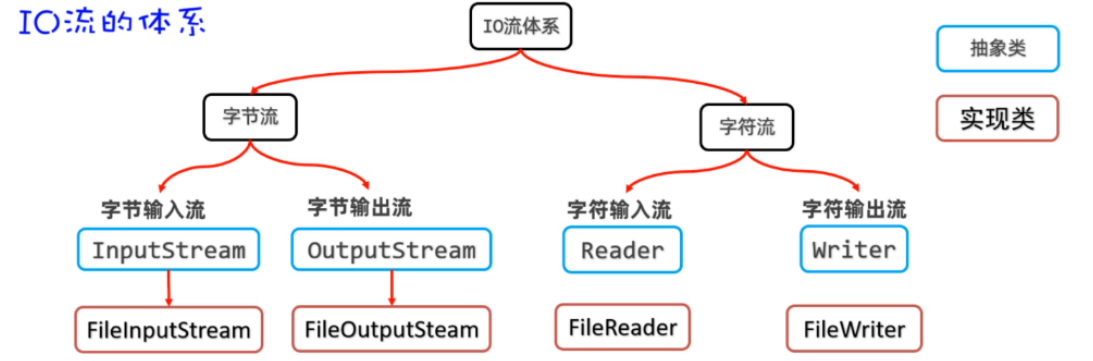 IO流的体系
IO流体系
抽象类
字节流
字符流
实现类
字节输入流
字节输出流
字符输入流
字符输出流
InputStream
OutputStream
Reader
Writer
FileInputStream
FileOutputSteam
FileReader
FileWriter